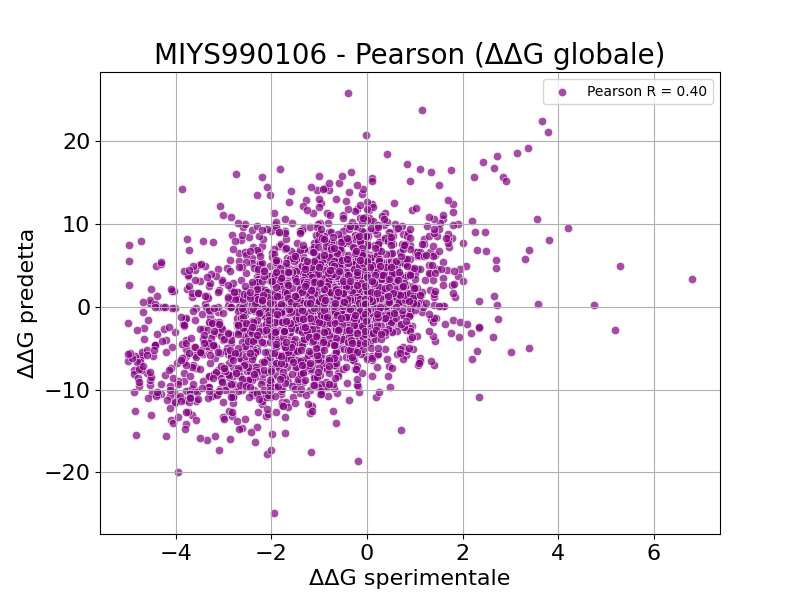 MIYS990106 - Pearson (ΔΔG globale)
Pearson R = 0.40
ΔΔG predetta
20
10
0
−10
−20
−4
−2
0
2
4
6
ΔΔG sperimentale